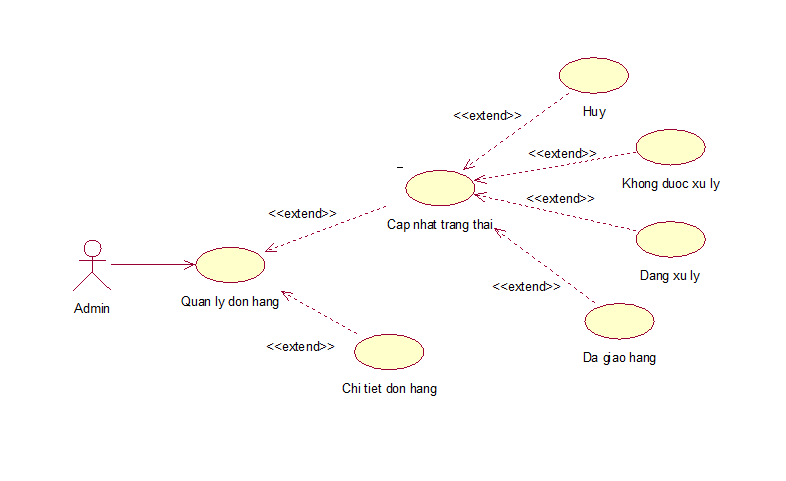 Huy
<<extend>>
<<extend>>
Khong duoc xu ly
<<extend>>
Cap nhat trang thai
<<extend>>
Dang xu ly
Admin
Quan ly don hang
<<extend>>
<<extend>>
Da giao hang
Chi tiet don hang